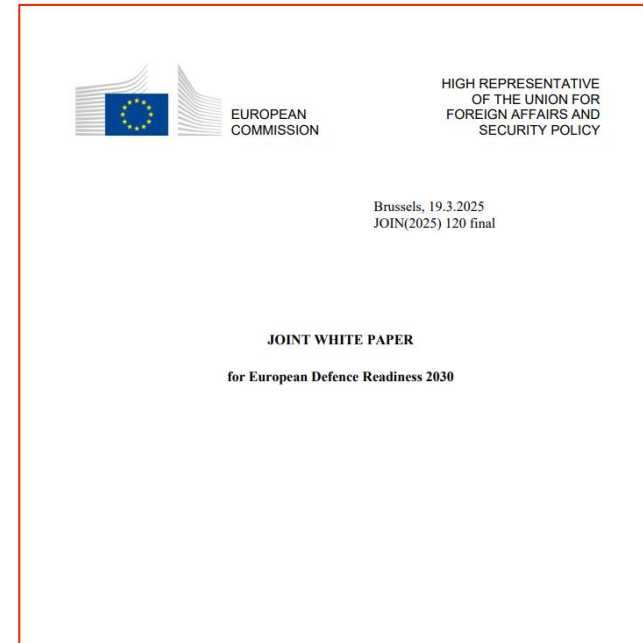 EUROPEAN
COMMISSION
HIGH REPRESENTATIVE
OF THE UNION FOR
FOREIGN AFFAIRS AND
SECURITY POLICY
Brussels, 19.3.2025
JOIN(2025) 120 final
JOINT WHITE PAPER
for European Defence Readiness 2030